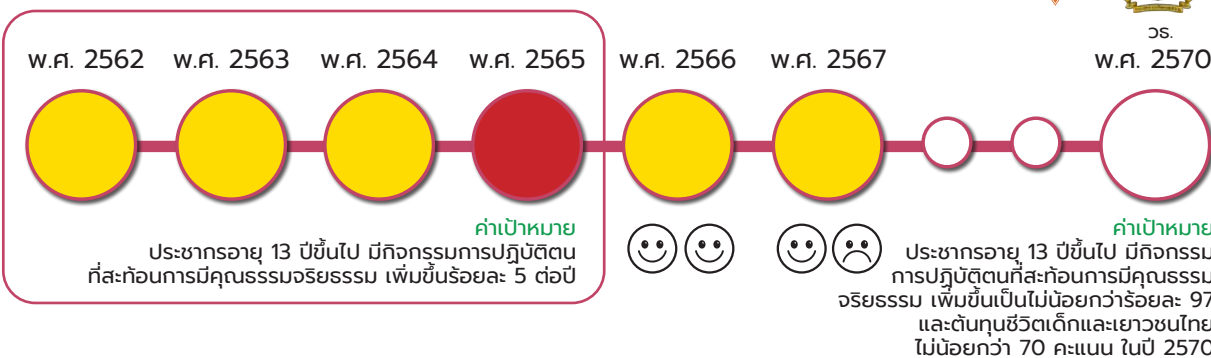 วธ.
พ.ศ. 2562 พ.ศ. 2563 พ.ศ. 2564 พ.ศ. 2565 พ.ศ. 2566 พ.ศ. 2567 พ.ศ. 2570
ค่าเป้าหมาย
ประชากรอายุ 13 ปีขึ้นไป มีกิจกรรมการปฏิบัติตน
ที่สะท้อนการมีคุณธรรมจริยธรรม เพิ่มขึ้นร้อยละ 5 ต่อปี
ค่าเป้าหมาย
ประชากรอายุ 13 ปีขึ้นไป มีกิจกรรม
การปฏิบัติตนที่สะท้อนการมีคุณธรรม
จริยธรรม เพิ่มขึ้นเป็นไม่น้อยกว่าร้อยละ 97
และต้นทุนชีวิตเด็กและเยาวชนไทย
ไม่น้อยกว่า 70 คะแนน ในปี 2570